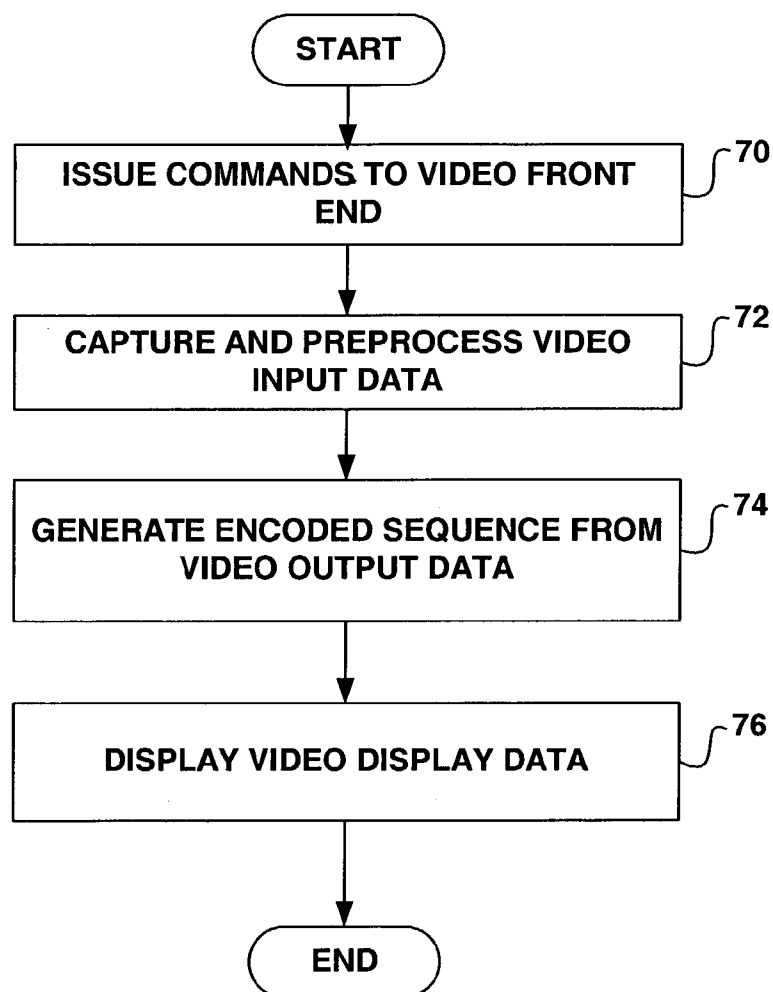 START
ISSUE COMMANDS TO VIDEO FRONT
END
70
CAPTURE AND PREPROCESS VIDEO
INPUT DATA
72
GENERATE ENCODED SEQUENCE FROM
VIDEO OUTPUT DATA
74
DISPLAY VIDEO DISPLAY DATA
76
END